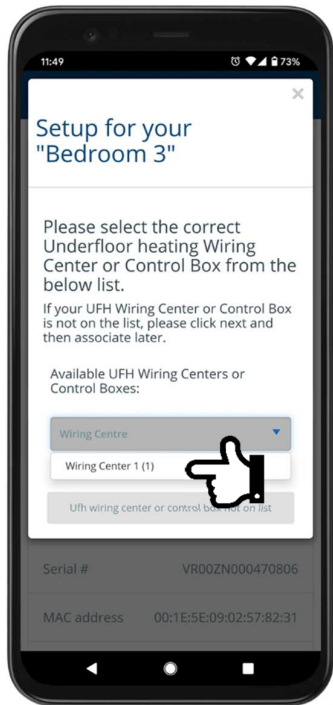 11:49
73%
×
Setup for your
"Bedroom 3"
Please select the correct
Underfloor heating Wiring
Center or Control Box from the
below list.
If your UFH Wiring Center or Control Box
is not on the list, please click next and
then associate later.
Available UFH Wiring Centers or
Control Boxes:
Wiring Centre
Wiring Center 1 (1)
Ufh wiring center or control box not on list
Serial # VR00ZN000470806
MAC address 00:1E:5E:09:02:57:82:31